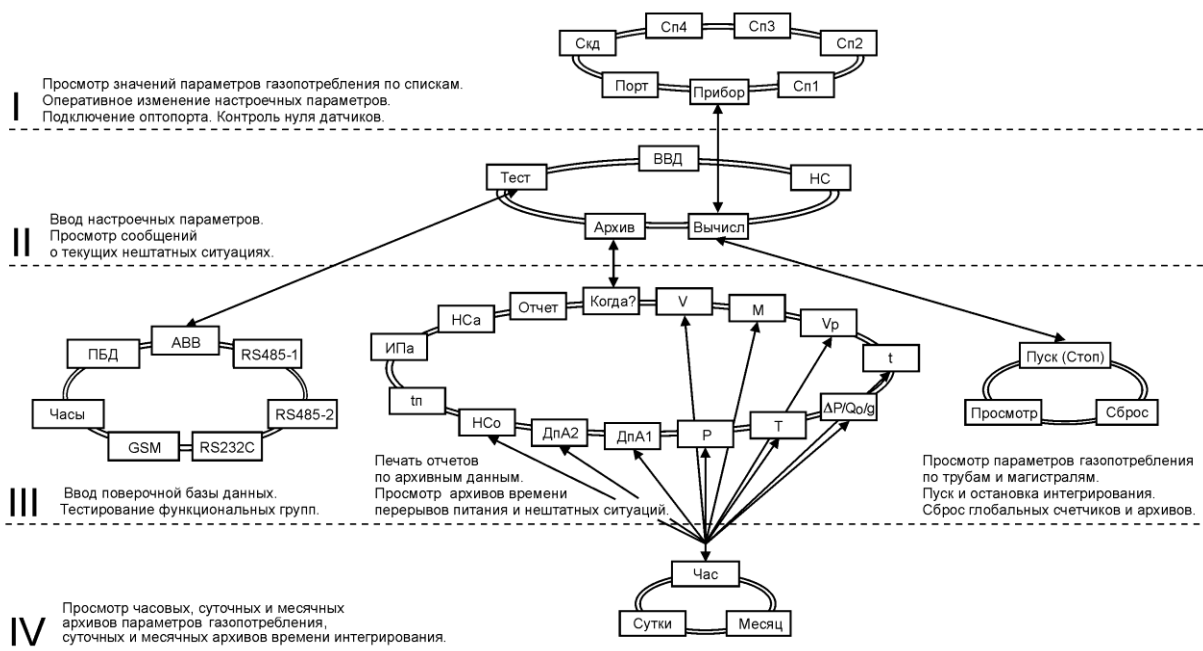 Сп4
Сп3
Скд
Сп2
Порт
Прибор
Сп1
I
Просмотр значений параметров газопотребления по спискам.
Оперативное изменение настроечных параметров.
Подключение оптопорта. Контроль нуля датчиков.
ВВД
Тест
НС
Архив
Вычисл
II
Ввод настроечных параметров.
Просмотр сообщений
о текущих нештатных ситуациях.
АВВ
ПБД
RS485-1
Часы
RS485-2
GSM
RS232C
Когда?
V
Отчет
M
НСа
Vр
ИПа
t
tп
ΔP/Qo/g
НСо
T
ДпА2
ДпА1
P
Пуск (Стоп)
Просмотр
Сброс
III
Ввод поверочной базы данных.
Тестирование функциональных групп.
Печать отчетов
по архивным данным.
Просмотр архивов времени
перерывов питания и нештатных ситуаций.
Просмотр параметров газопотребления
по трубам и магистралям.
Пуск и остановка интегрирования.
Сброс глобальных счетчиков и архивов.
Час
Сутки
Месяц
IV
Просмотр часовых, суточных и месячных
архивов параметров газопотребления,
суточных и месячных архивов времени интегрирования.